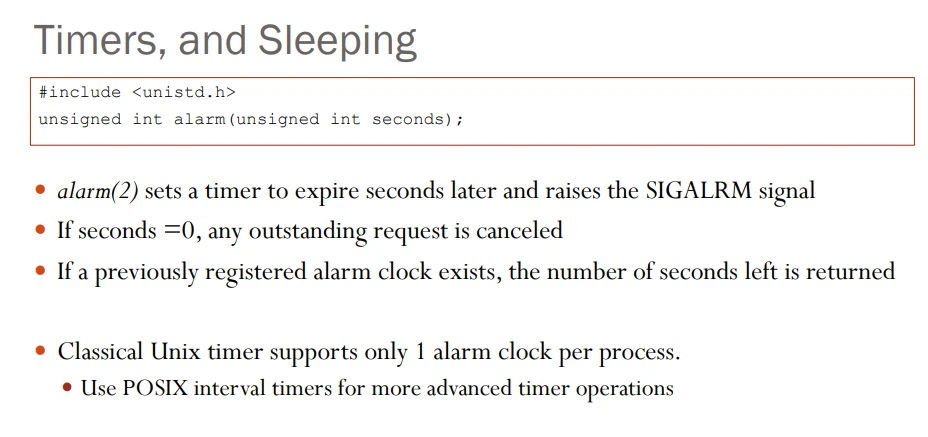 Timers, and Sleeping
#include <unistd.h>
unsigned int alarm(unsigned int seconds);
• alarm(2) sets a timer to expire seconds later and raises the SIGALRM signal
• If seconds =0, any outstanding request is canceled
• If a previously registered alarm clock exists, the number of seconds left is returned
• Classical Unix timer supports only 1 alarm clock per process.
• Use POSIX interval timers for more advanced timer operations